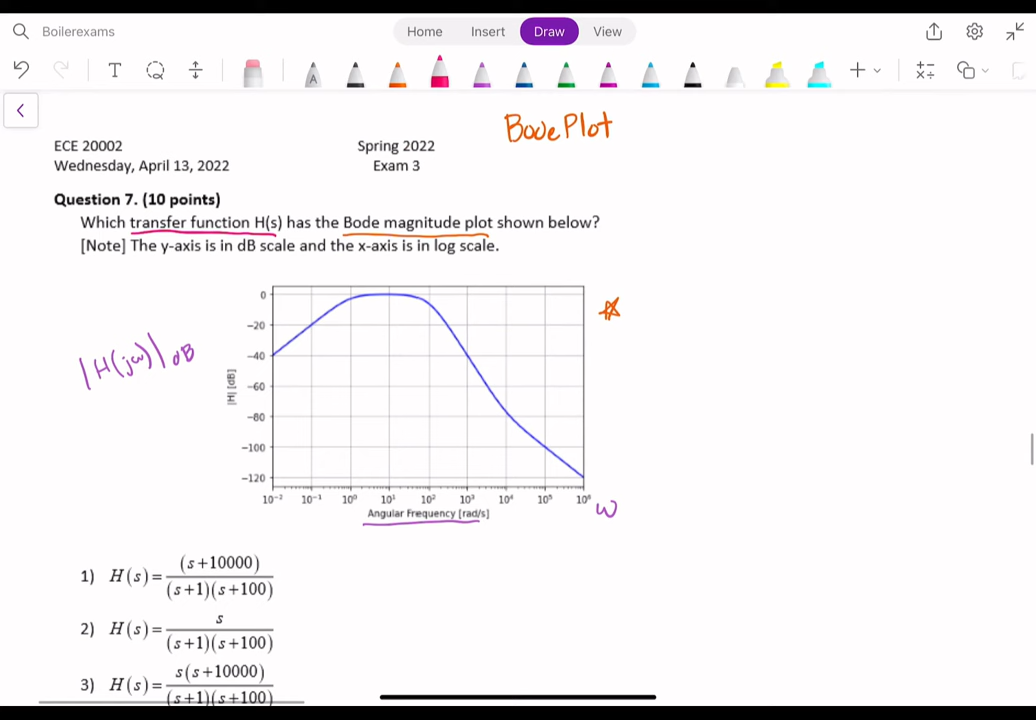 Boilerexams
Home Insert Draw View
T A
Bode Plot
ECE 20002 Spring 2022
Wednesday, April 13, 2022 Exam 3
Question 7. (10 points)
Which transfer function H(s) has the Bode magnitude plot shown below?
[Note] The y-axis is in dB scale and the x-axis is in log scale.
|H(jω)|dB
|H| [dB]
0
−20
−40
−60
−80
−100
−120
10⁻² 10⁻¹ 10⁰ 10¹ 10² 10³ 10⁴ 10⁵ 10⁶
Angular Frequency [rad/s] ω
1) H(s)= (s+10000) / (s+1)(s+100)
2) H(s)= s / (s+1)(s+100)
3) H(s)= s(s+10000) / (s+1)(s+100)